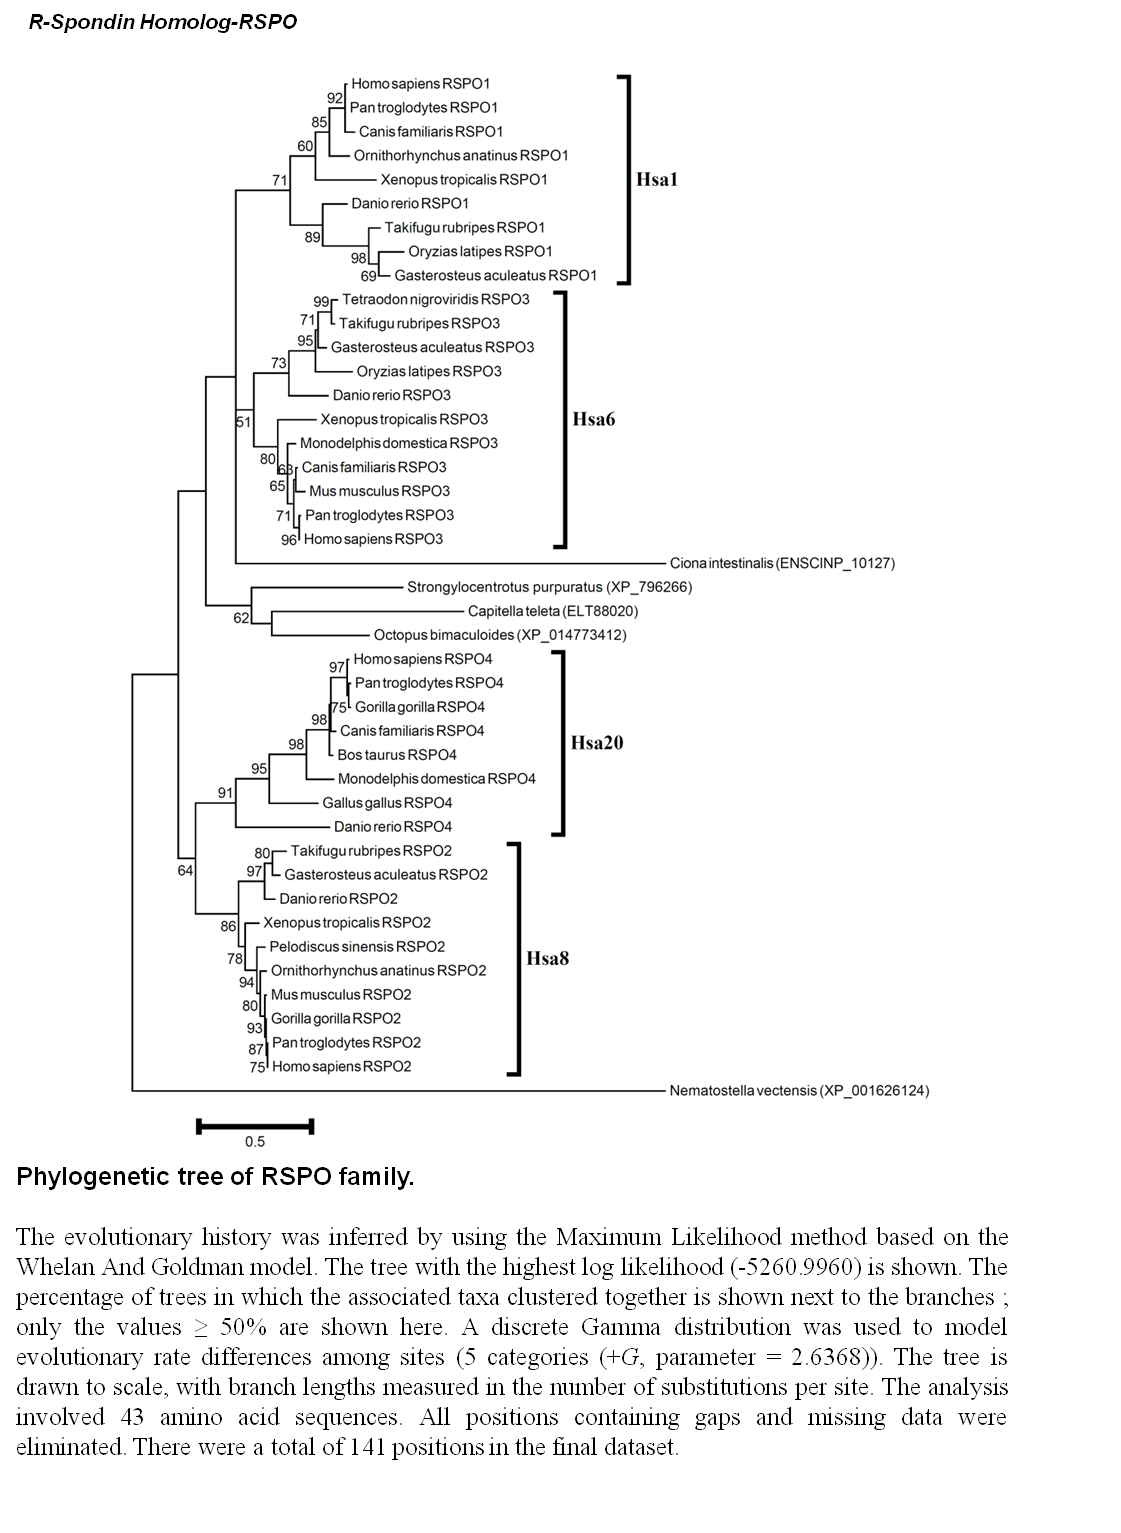 R-Spondin Homolog-RSPO
Homo sapiens RSPO1
92
Pan troglodytes RSPO1
85
Canis familiaris RSPO1
60
Ornithorhynchus anatinus RSPO1
71
Xenopus tropicalis RSPO1
Hsa1
Danio rerio RSPO1
89
Takifugu rubripes RSPO1
98
Oryzias latipes RSPO1
69
Gasterosteus aculeatus RSPO1
99
Tetraodon nigroviridis RSPO3
71
Takifugu rubripes RSPO3
95
Gasterosteus aculeatus RSPO3
73
Oryzias latipes RSPO3
Danio rerio RSPO3
51
Xenopus tropicalis RSPO3
Hsa6
Monodelphis domestica RSPO3
80
63
Canis familiaris RSPO3
65
Mus musculus RSPO3
71
Pan troglodytes RSPO3
96
Homo sapiens RSPO3
Ciona intestinalis (ENSCINP_10127)
Strongylocentrotus purpuratus (XP_796266)
62
Capitella teleta (ELT88020)
Octopus bimaculoides (XP_014773412)
97
Homo sapiens RSPO4
Pan troglodytes RSPO4
75
Gorilla gorilla RSPO4
98
Canis familiaris RSPO4
98
Bos taurus RSPO4
Hsa20
95
Monodelphis domestica RSPO4
91
Gallus gallus RSPO4
Danio rerio RSPO4
64
80
Takifugu rubripes RSPO2
97
Gasterosteus aculeatus RSPO2
Danio rerio RSPO2
86
Xenopus tropicalis RSPO2
78
Pelodiscus sinensis RSPO2
Hsa8
94
Ornithorhynchus anatinus RSPO2
80
Mus musculus RSPO2
93
Gorilla gorilla RSPO2
87
Pan troglodytes RSPO2
75
Homo sapiens RSPO2
Nematostella vectensis (XP_001626124)
0.5
Phylogenetic tree of RSPO family.
The evolutionary history was inferred by using the Maximum Likelihood method based on the
Whelan And Goldman model. The tree with the highest log likelihood (-5260.9960) is shown. The
percentage of trees in which the associated taxa clustered together is shown next to the branches ;
only the values ≥ 50% are shown here. A discrete Gamma distribution was used to model
evolutionary rate differences among sites (5 categories (+G, parameter = 2.6368)). The tree is
drawn to scale, with branch lengths measured in the number of substitutions per site. The analysis
involved 43 amino acid sequences. All positions containing gaps and missing data were
eliminated. There were a total of 141 positions in the final dataset.